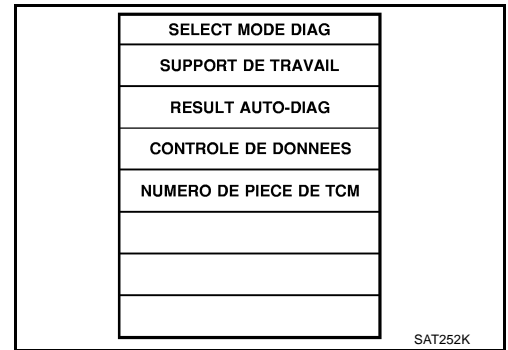 SELECT MODE DIAG
SUPPORT DE TRAVAIL
RESULT AUTO-DIAG
CONTROLE DE DONNEES
NUMERO DE PIECE DE TCM
SAT252K